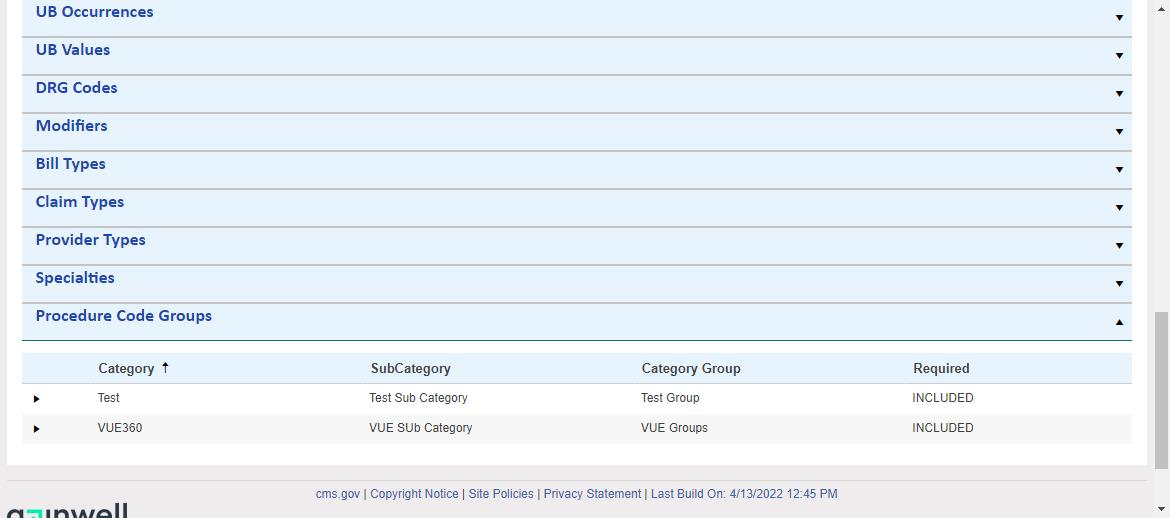 UB Occurrences
UB Values
DRG Codes
Modifiers
Bill Types
Claim Types
Provider Types
Specialties
Procedure Code Groups
Category ↑ SubCategory Category Group Required
Test Test Sub Category Test Group INCLUDED
VUE360 VUE SUb Category VUE Groups INCLUDED
cms.gov | Copyright Notice | Site Policies | Privacy Statement | Last Build On: 4/13/2022 12:45 PM
gainwell